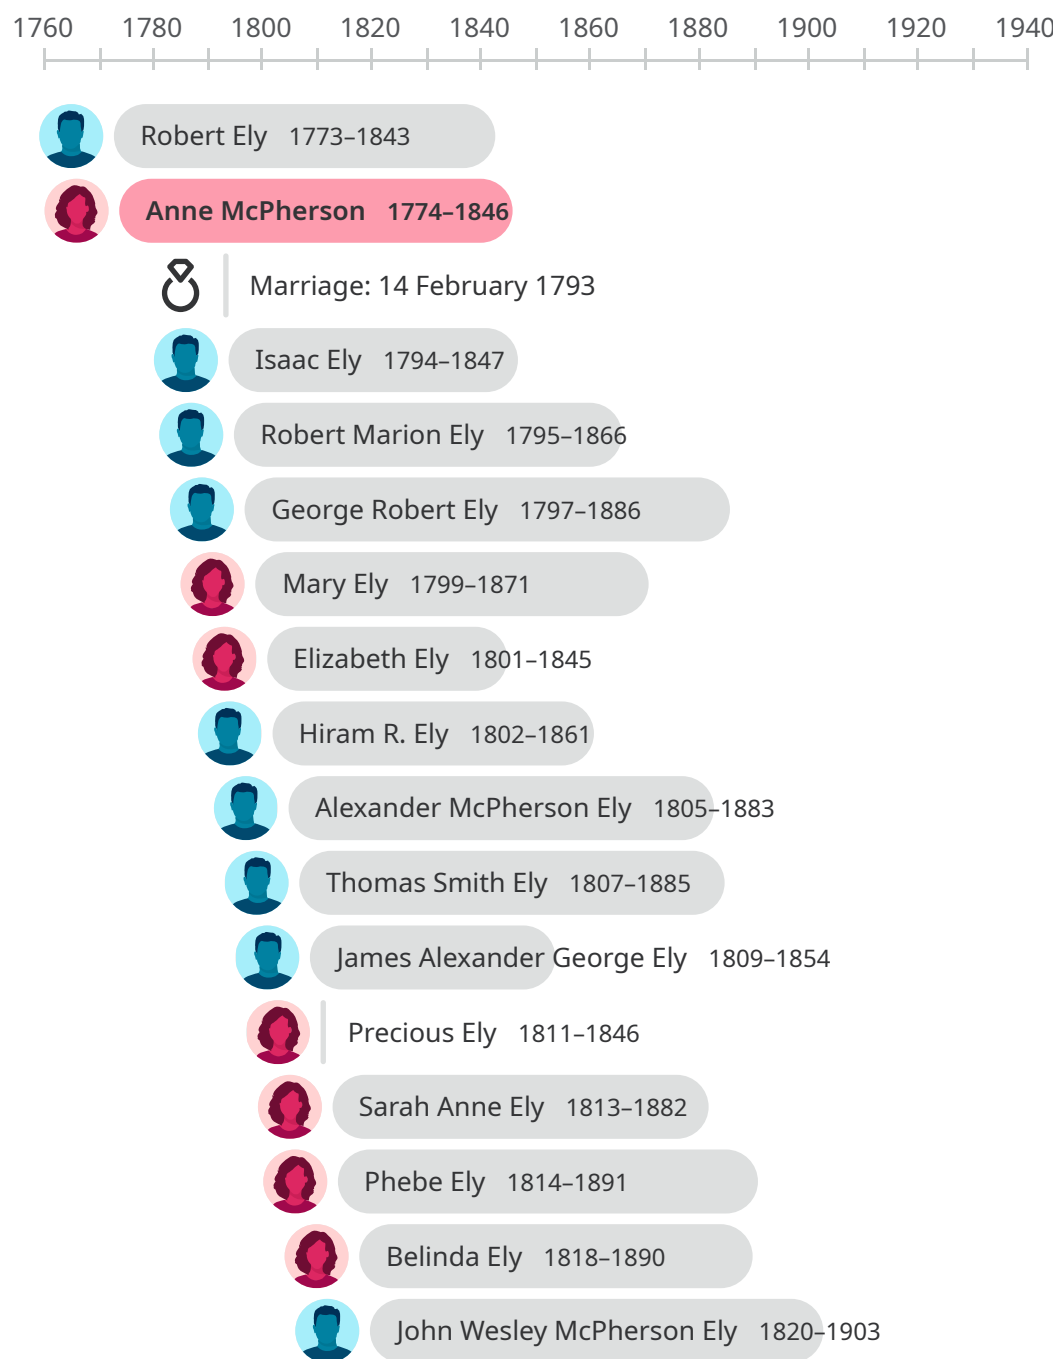 1760 1780 1800 1820 1840 1860 1880 1900 1920 1940
Robert Ely 1773–1843
Anne McPherson 1774–1846
Marriage: 14 February 1793
Isaac Ely 1794–1847
Robert Marion Ely 1795–1866
George Robert Ely 1797–1886
Mary Ely 1799–1871
Elizabeth Ely 1801–1845
Hiram R. Ely 1802–1861
Alexander McPherson Ely 1805–1883
Thomas Smith Ely 1807–1885
James Alexander George Ely 1809–1854
Precious Ely 1811–1846
Sarah Anne Ely 1813–1882
Phebe Ely 1814–1891
Belinda Ely 1818–1890
John Wesley McPherson Ely 1820–1903